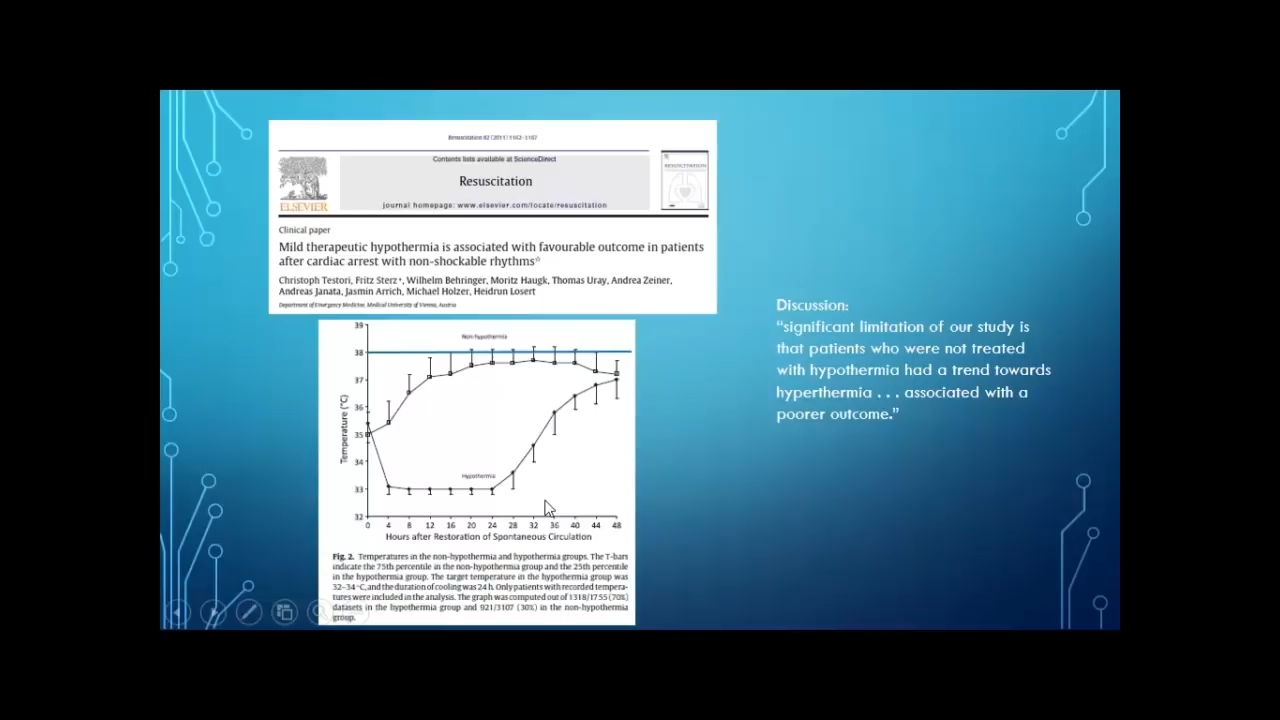 Resuscitation 82 (2011) 1162–1167
Contents lists available at ScienceDirect
Resuscitation
journal homepage: www.elsevier.com/locate/resuscitation
ELSEVIER
RESUSCITATION
Clinical paper
Mild therapeutic hypothermia is associated with favourable outcome in patients
after cardiac arrest with non-shockable rhythms☆
Christoph Testori, Fritz Sterz*, Wilhelm Behringer, Moritz Haugk, Thomas Uray, Andrea Zeiner,
Andreas Janata, Jasmin Arrich, Michael Holzer, Heidrun Losert
Department of Emergency Medicine, Medical University of Vienna, Austria
39
38
37
36
35
34
33
32
Temperature (°C)
Non-hypothermia
Hypothermia
0 4 8 12 16 20 24 28 32 36 40 44 48
Hours after Restoration of Spontaneous Circulation
Fig. 2. Temperatures in the non-hypothermia and hypothermia groups. The T-bars
indicate the 75th percentile in the non-hypothermia group and the 25th percentile
in the hypothermia group. The target temperature in the hypothermia group was
32–34 °C, and the duration of cooling was 24 h. Only patients with recorded tempera-
tures were included in the analysis. The graph was computed out of 1318/1755 (70%)
datasets in the hypothermia group and 921/3107 (30%) in the non-hypothermia
group.
Discussion:
“significant limitation of our study is
that patients who were not treated
with hypothermia had a trend towards
hyperthermia . . . associated with a
poorer outcome.”